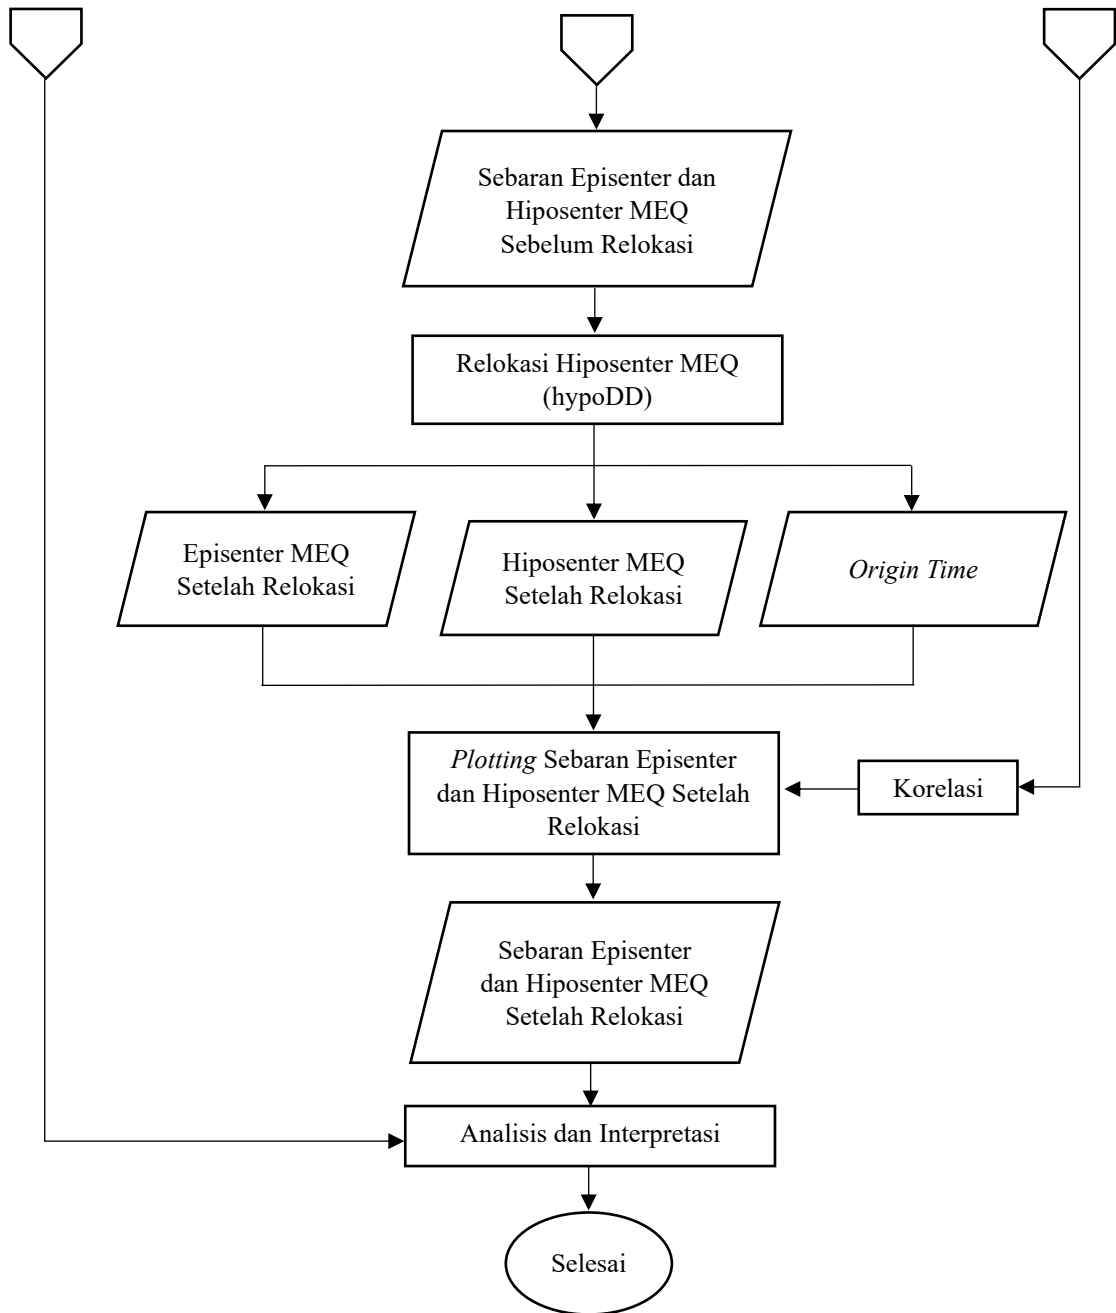 Sebaran Episenter dan
Hiposenter MEQ
Sebelum Relokasi
Relokasi Hiposenter MEQ
(hypoDD)
Episenter MEQ
Setelah Relokasi
Hiposenter MEQ
Setelah Relokasi
Origin Time
Plotting Sebaran Episenter
dan Hiposenter MEQ Setelah
Relokasi
Korelasi
Sebaran Episenter
dan Hiposenter MEQ
Setelah Relokasi
Analisis dan Interpretasi
Selesai